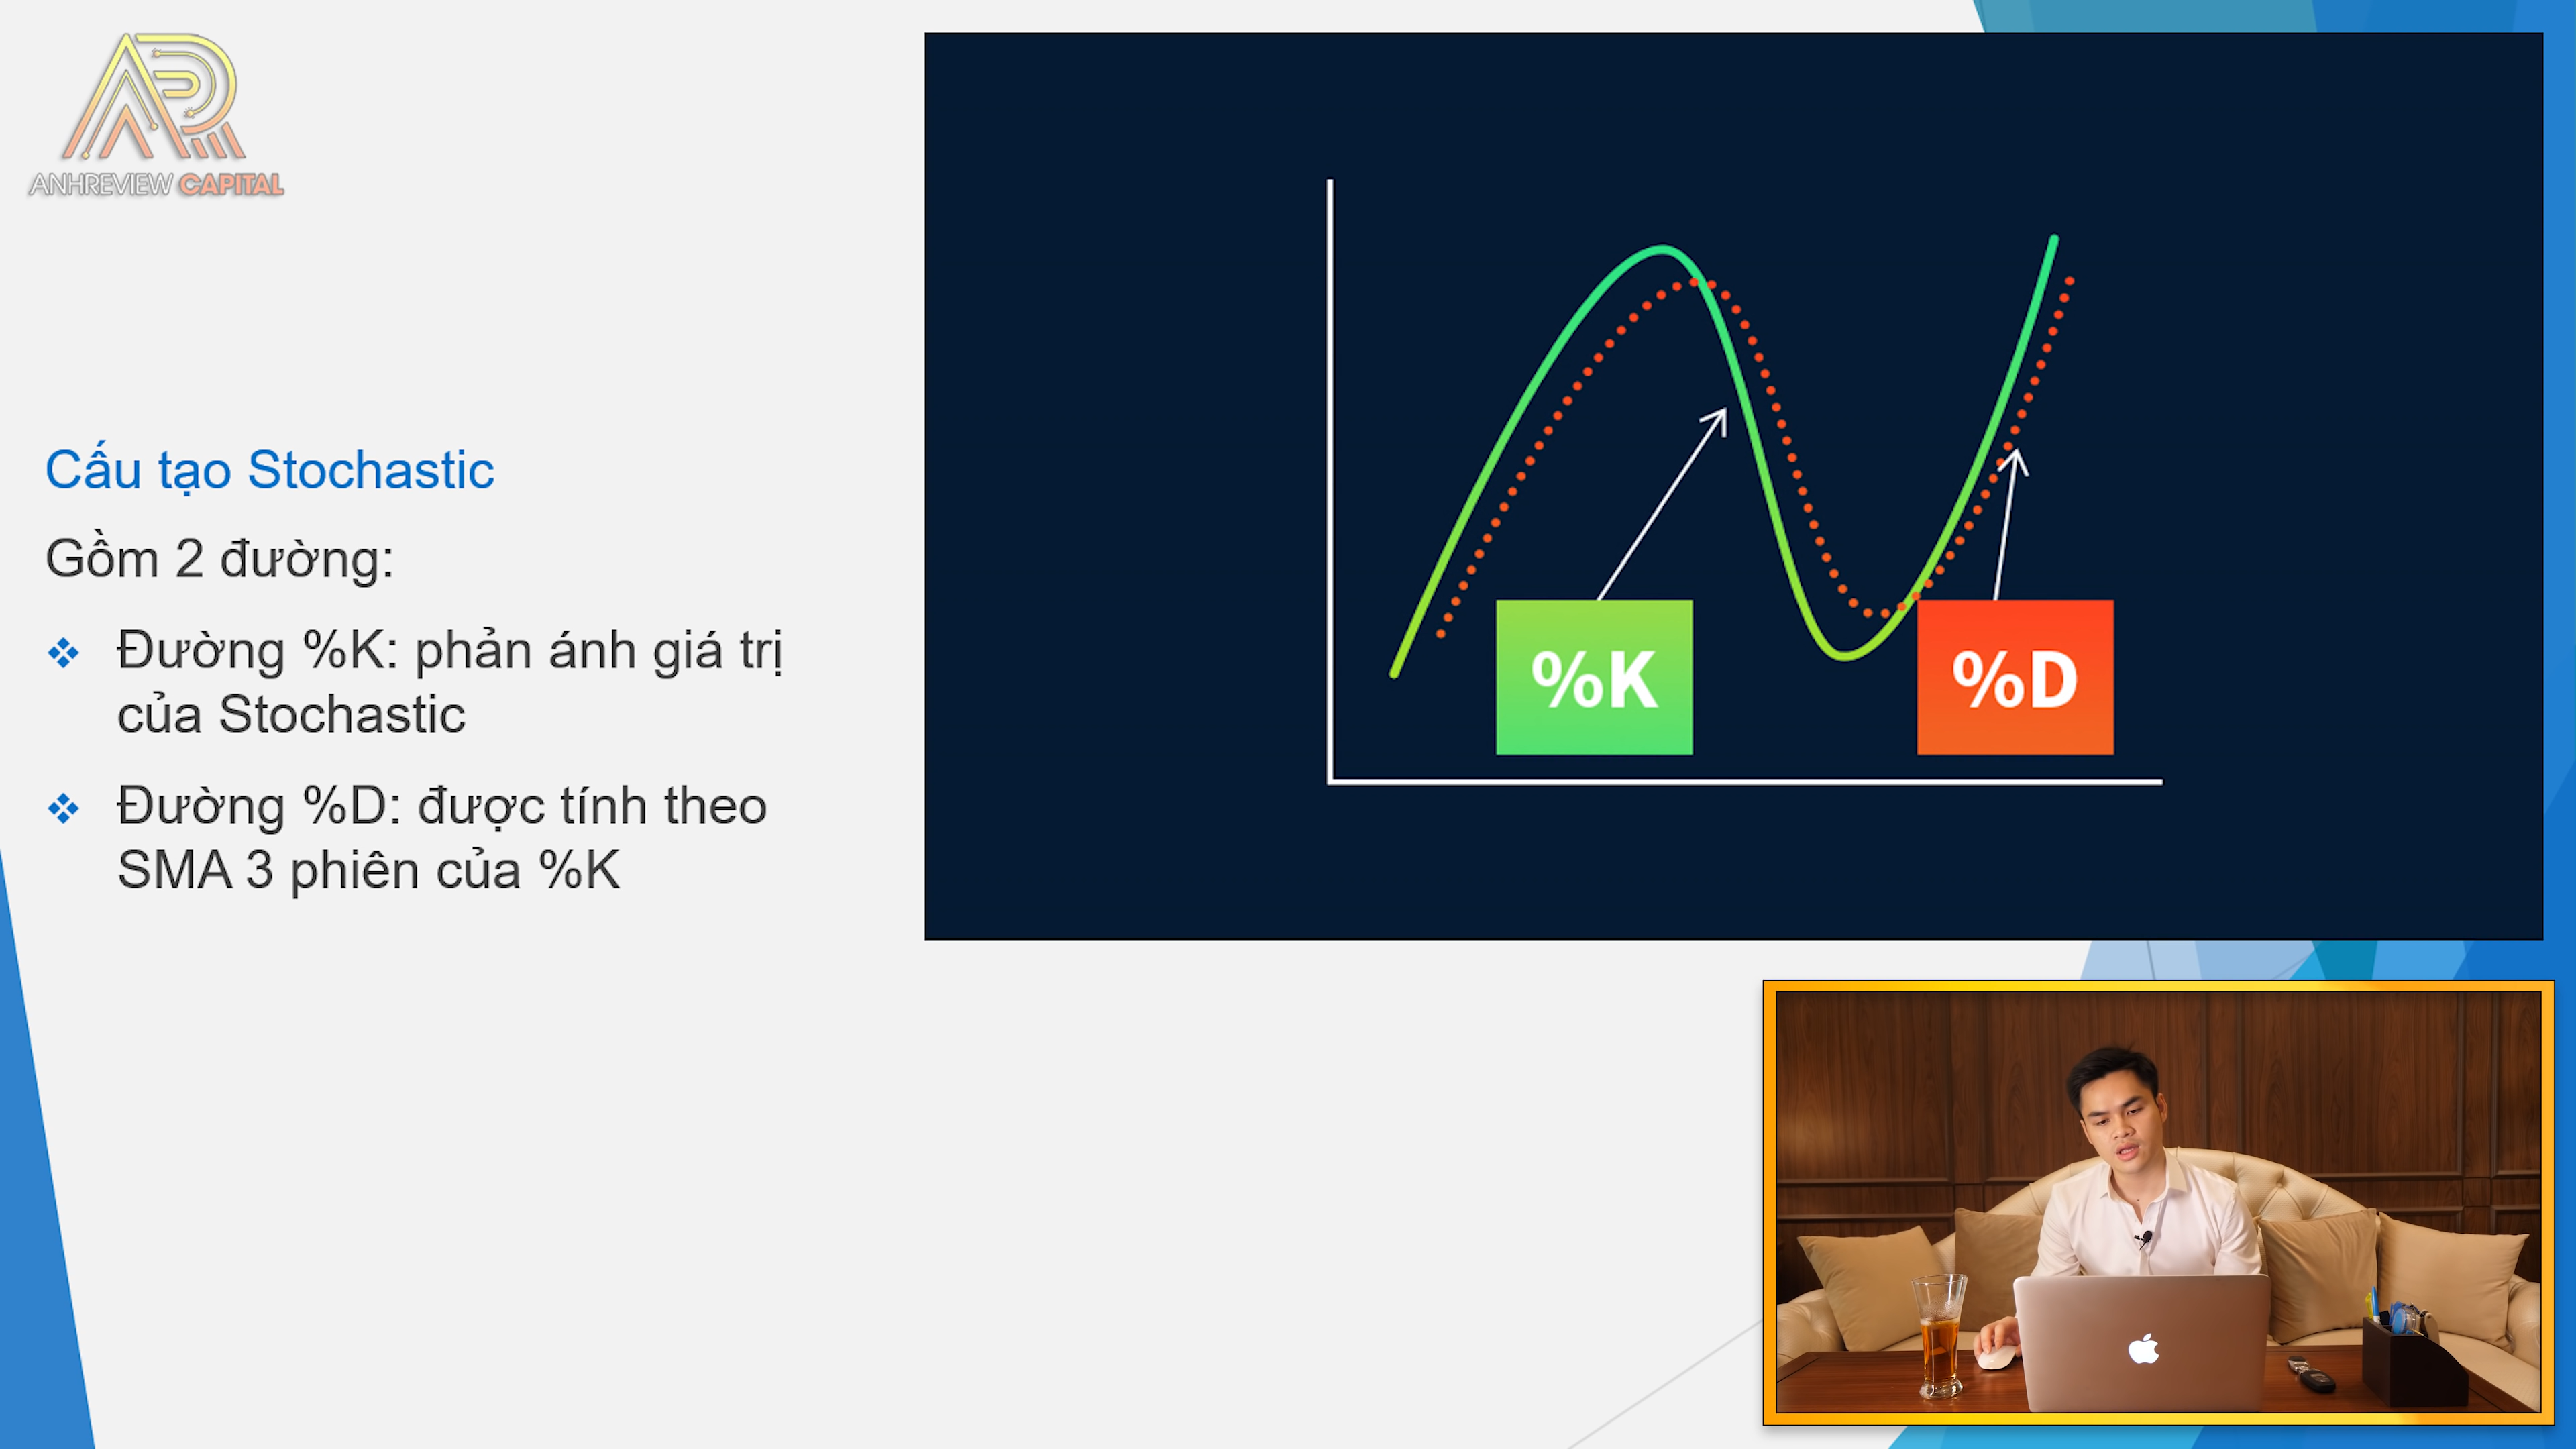 ANHREVIEW CAPITAL
Cấu tạo Stochastic
Gồm 2 đường:
Đường %K: phản ánh giá trị
của Stochastic
Đường %D: được tính theo
SMA 3 phiên của %K
%K
%D